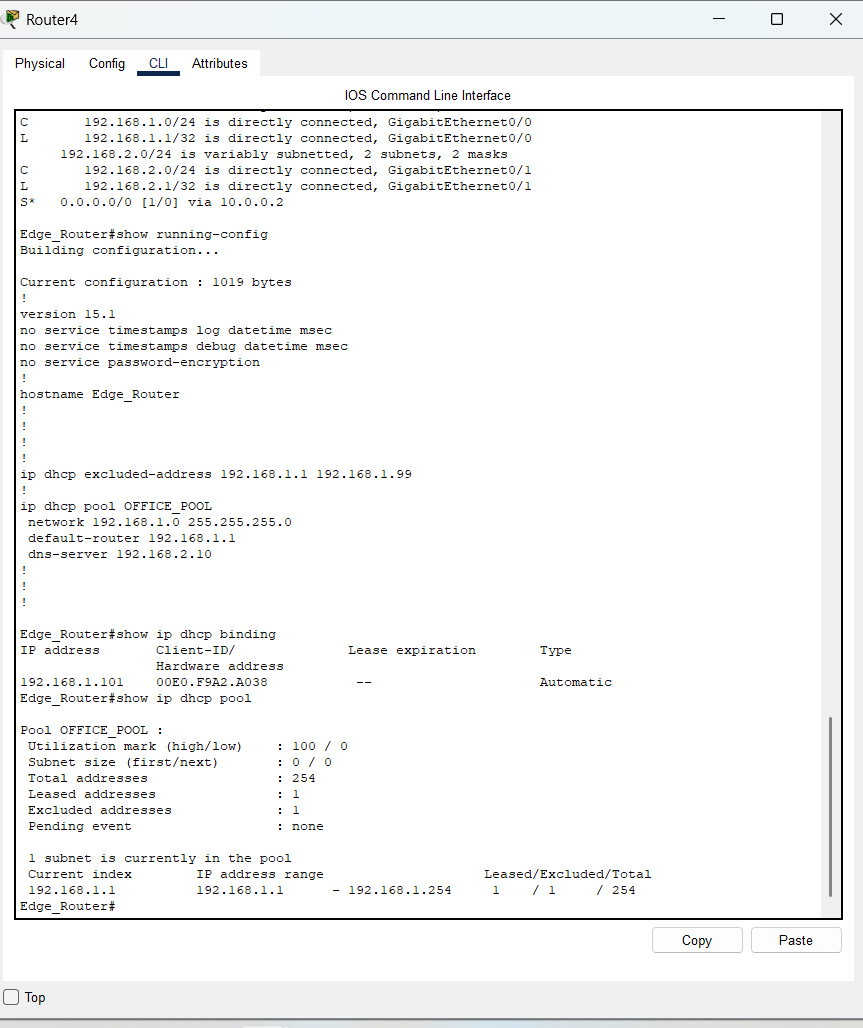 Router4
Physical Config CLI Attributes
IOS Command Line Interface
C       192.168.1.0/24 is directly connected, GigabitEthernet0/0
L       192.168.1.1/32 is directly connected, GigabitEthernet0/0
     192.168.2.0/24 is variably subnetted, 2 subnets, 2 masks
C       192.168.2.0/24 is directly connected, GigabitEthernet0/1
L       192.168.2.1/32 is directly connected, GigabitEthernet0/1
S*   0.0.0.0/0 [1/0] via 10.0.0.2
Edge_Router#show running-config
Building configuration...
Current configuration : 1019 bytes
!
version 15.1
no service timestamps log datetime msec
no service timestamps debug datetime msec
no service password-encryption
!
hostname Edge_Router
!
!
!
!
ip dhcp excluded-address 192.168.1.1 192.168.1.99
!
ip dhcp pool OFFICE_POOL
 network 192.168.1.0 255.255.255.0
 default-router 192.168.1.1
 dns-server 192.168.2.10
!
!
!
Edge_Router#show ip dhcp binding
IP address       Client-ID/              Lease expiration        Type
                 Hardware address
192.168.1.101    00E0.F9A2.A038           --                     Automatic
Edge_Router#show ip dhcp pool
Pool OFFICE_POOL :
 Utilization mark (high/low)    : 100 / 0
 Subnet size (first/next)       : 0 / 0
 Total addresses                : 254
 Leased addresses               : 1
 Excluded addresses             : 1
 Pending event                  : none
 1 subnet is currently in the pool
 Current index        IP address range                    Leased/Excluded/Total
 192.168.1.1          192.168.1.1      - 192.168.1.254     1    / 1     / 254
Edge_Router#
Copy Paste
Top